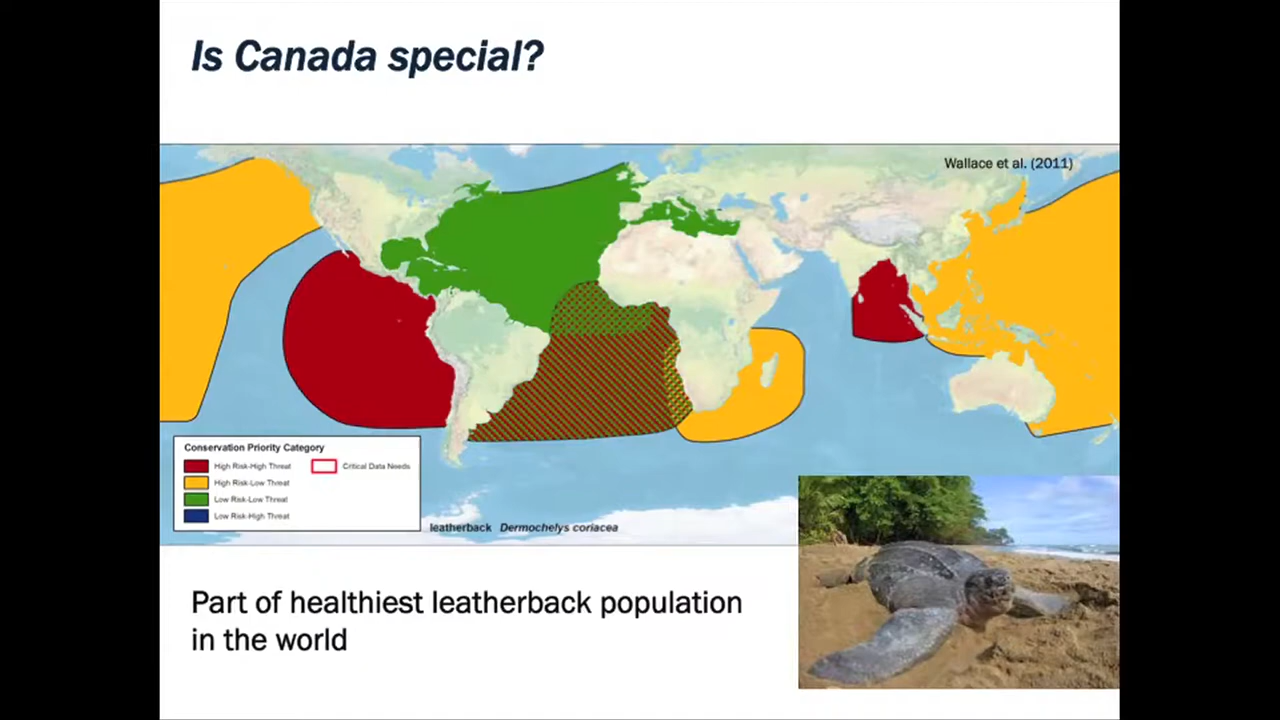 Is Canada special?
Wallace et al. (2011)
Conservation Priority Category
High Risk-High Threat
Critical Data Needs
High Risk-Low Threat
Low Risk-Low Threat
Low Risk-High Threat
leatherback Dermochelys coriacea
Part of healthiest leatherback population
in the world